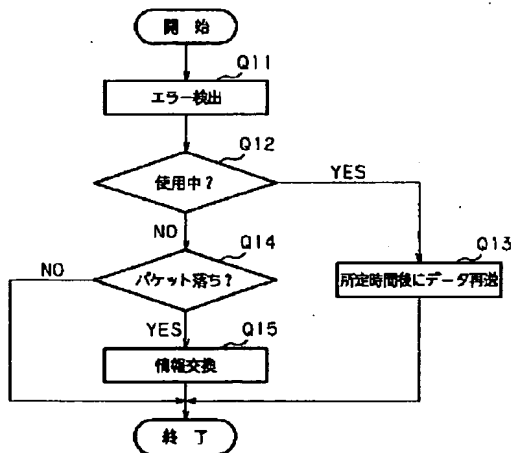 開 始
Q11
エラー検出
Q12
使用中?
YES
NO
Q14
Q13
NO
パケット落ち?
所定時間後にデータ再送
YES
Q15
情報交換
終 了